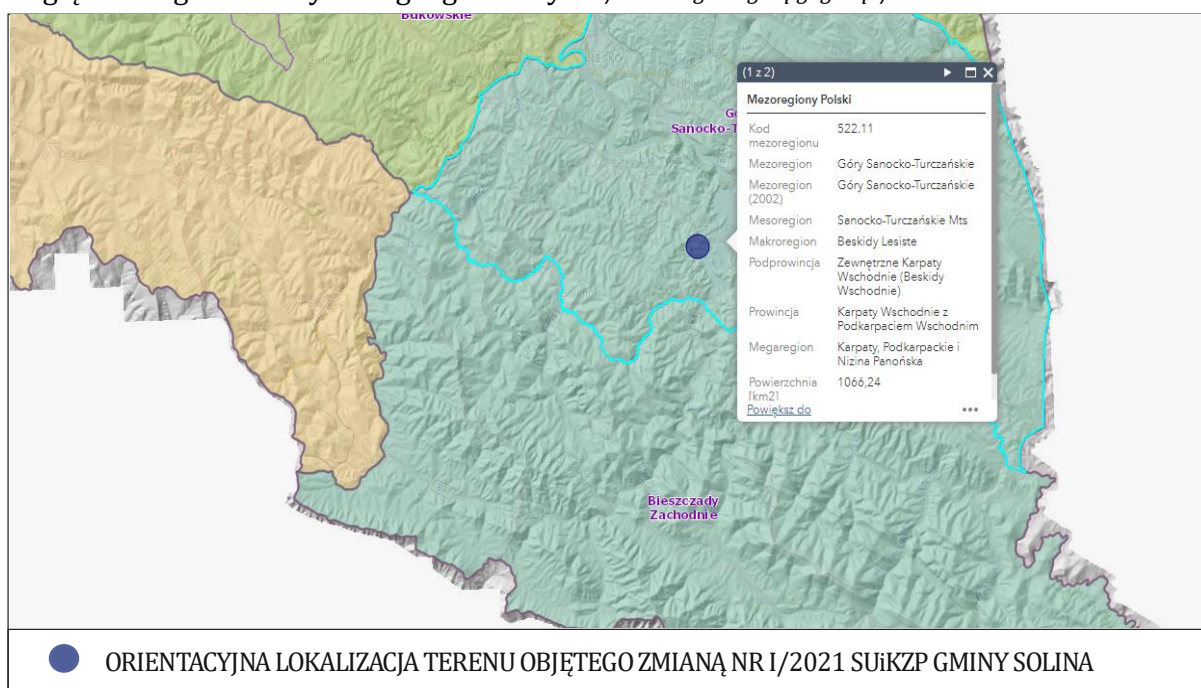 Bukowskie
LESKO
Sanocko-T
(1 z 2)
Mezoregiony Polski
Kod mezoregionu
522.11
Mezoregion
Góry Sanocko-Turczańskie
Mezoregion (2002)
Góry Sanocko-Turczańskie
Mesoregion
Sanocko-Turczańskie Mts
Makroregion
Beskidy Lesiste
Podprowincja
Zewnętrzne Karpaty
Wschodnie (Beskidy
Wschodnie)
Prowincja
Karpaty Wschodnie z
Podkarpaciem Wschodnim
Megaregion
Karpaty, Podkarpackie i
Nizina Panońska
Powierzchnia
[km2]
1066,24
Powiększ do
Bieszczady
Zachodnie
ORIENTACYJNA LOKALIZACJA TERENU OBJĘTEGO ZMIANĄ NR I/2021 SUiKZP GMINY SOLINA